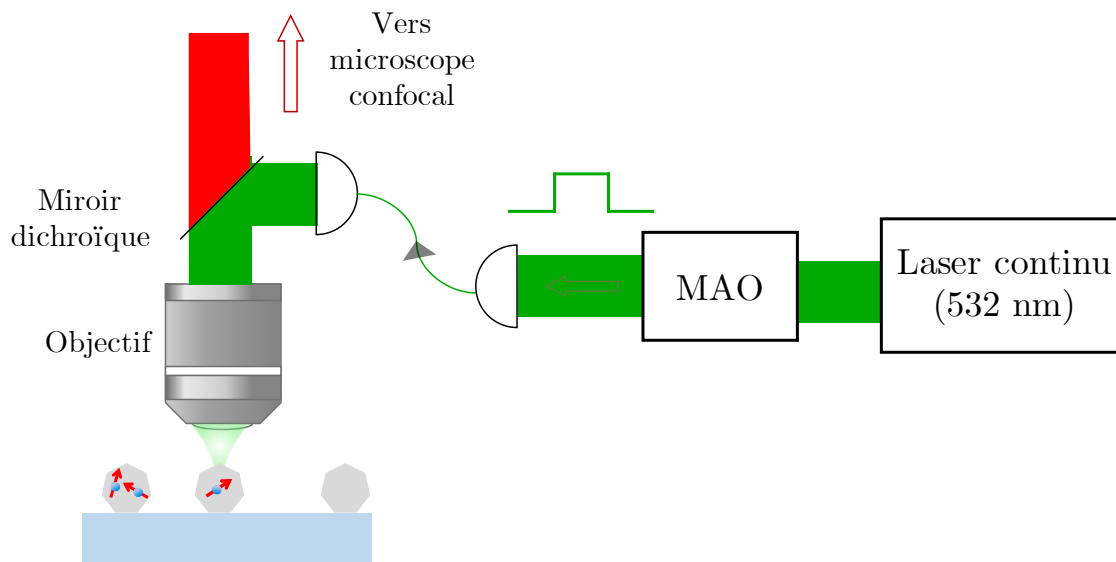 Vers
microscope
confocal
Miroir
dichroïque
Objectif
MAO
Laser continu
(532 nm)